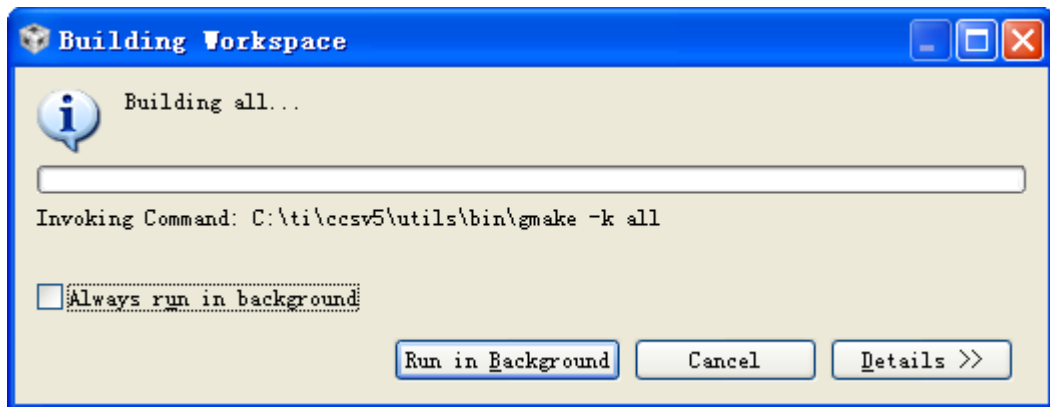 Building Workspace
Building all...
Invoking Command: C:\ti\ccsv5\utils\bin\gmake -k all
Always run in background
Run in Background Cancel Details >>